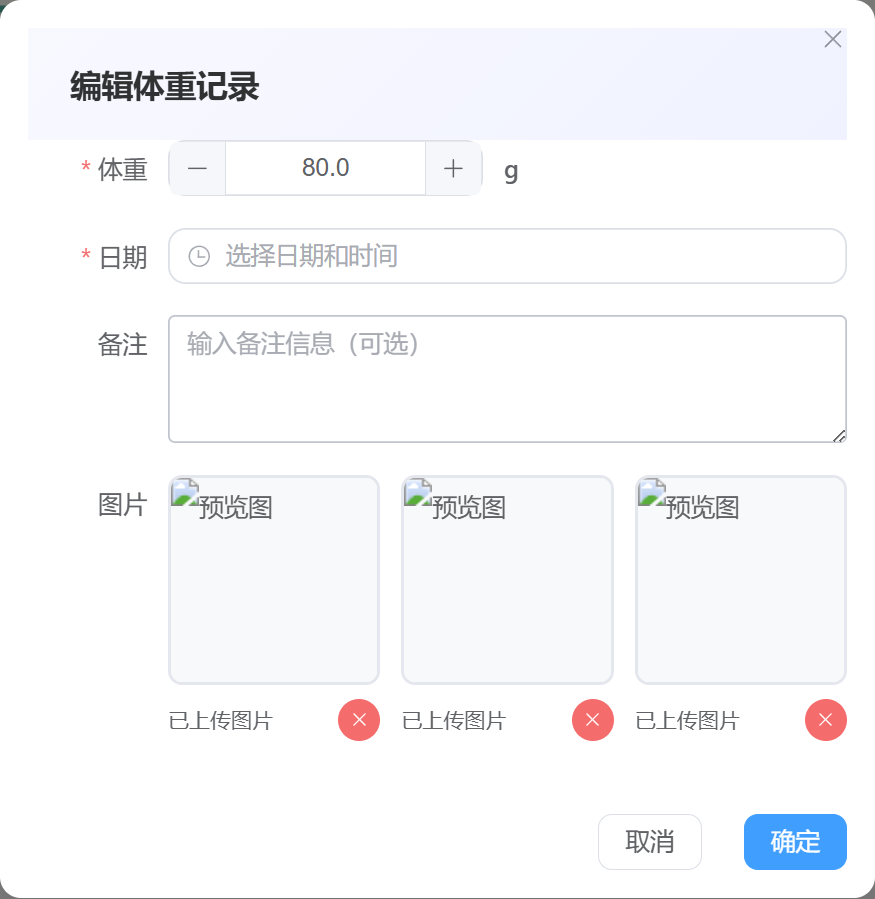 编辑体重记录
* 体重 80.0 g
* 日期 选择日期和时间
备注 输入备注信息（可选）
图片 预览图 预览图 预览图
已上传图片 已上传图片 已上传图片
取消 确定